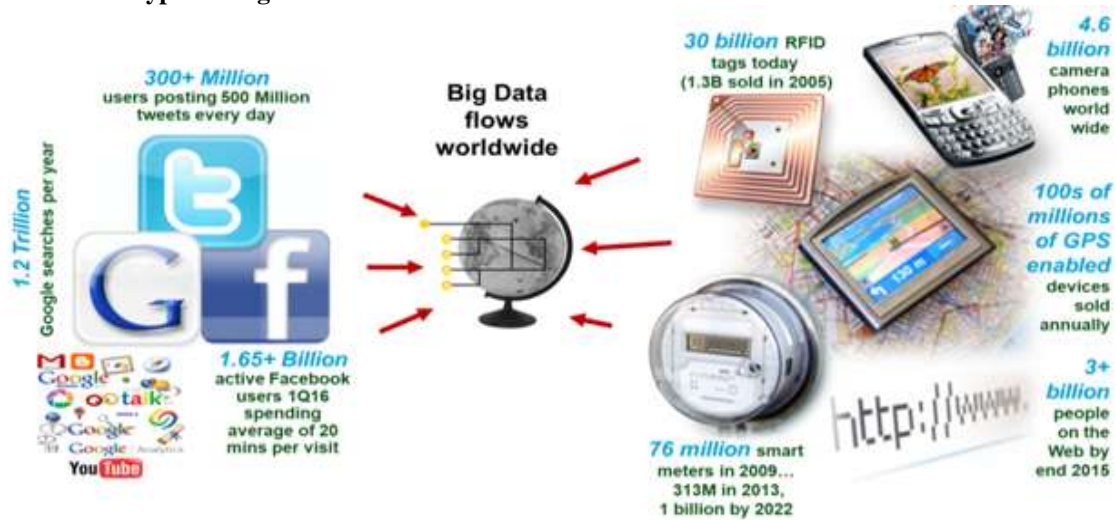 300+ Million
users posting 500 Million
tweets every day
1.2 Trillion
Google searches per year
1.65+ Billion
active Facebook
users 1Q16
spending
average of 20
mins per visit
Google
talk
Google
Google Analytics
YouTube
Big Data
flows
worldwide
30 billion RFID
tags today
(1.3B sold in 2005)
4.6
billion
camera
phones
world
wide
100s of
millions
of GPS
enabled
devices
sold
annually
130 m
76 million smart
meters in 2009...
313M in 2013,
1 billion by 2022
http://www.
3+
billion
people
on the
Web by
end 2015